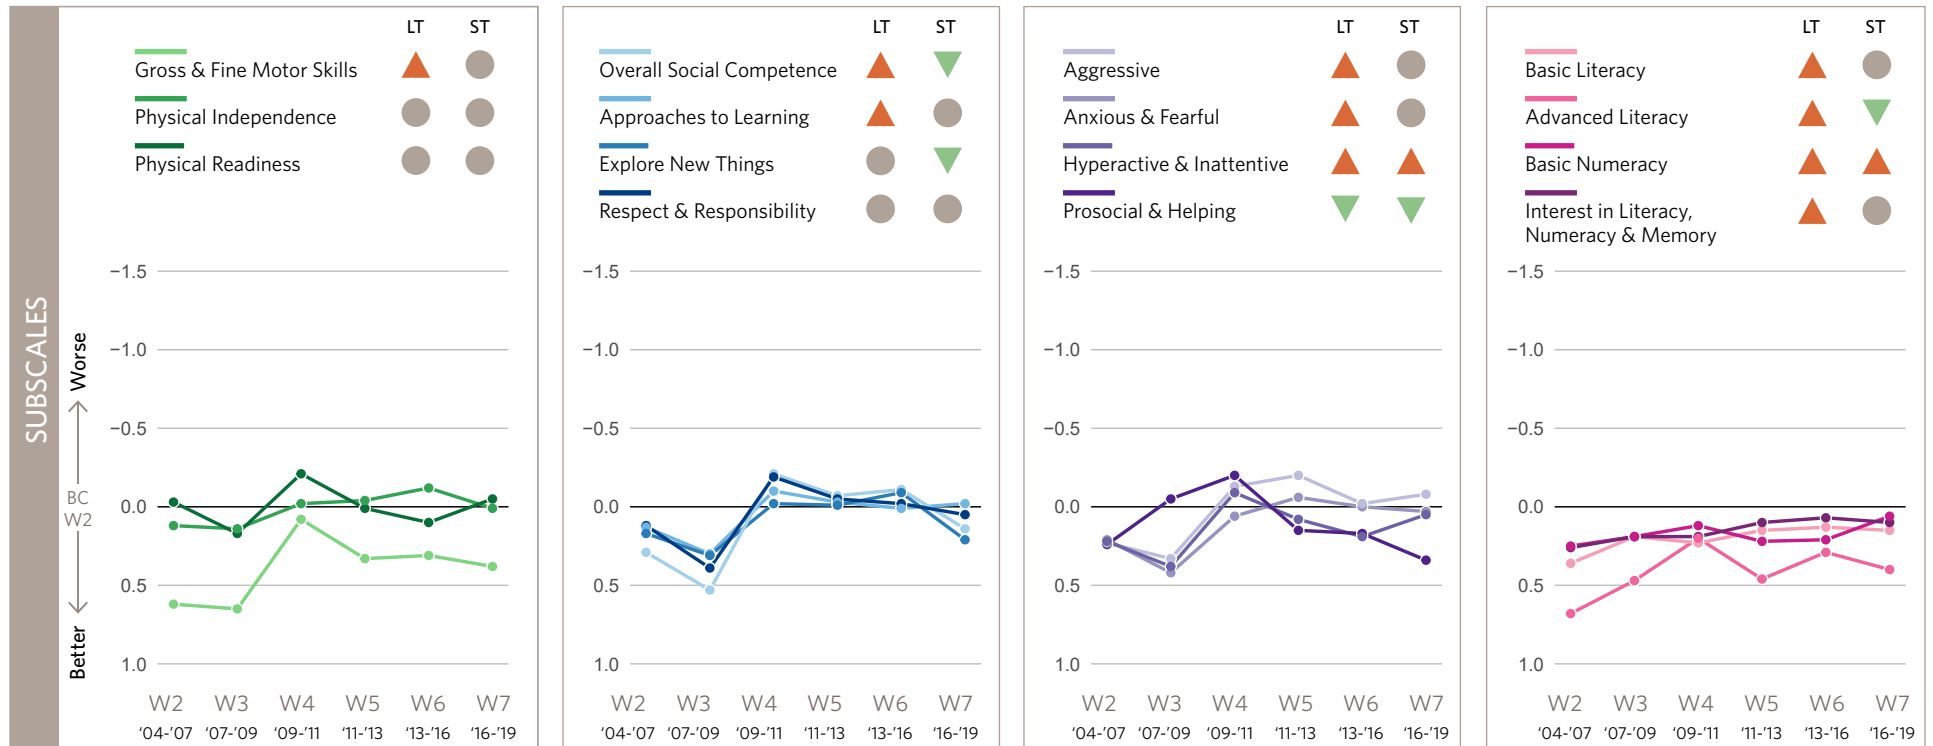 SUBSCALES
Worse
BC
W2
Better
LT ST
Gross & Fine Motor Skills
Physical Independence
Physical Readiness
−1.5
−1.0
−0.5
0.0
0.5
1.0
W2 W3 W4 W5 W6 W7
‘04-’07 ‘07-’09 ‘09-’11 ‘11-’13 ‘13-’16 ‘16-’19
LT ST
Overall Social Competence
Approaches to Learning
Explore New Things
Respect & Responsibility
−1.5
−1.0
−0.5
0.0
0.5
1.0
W2 W3 W4 W5 W6 W7
‘04-’07 ‘07-’09 ‘09-’11 ‘11-’13 ‘13-’16 ‘16-’19
LT ST
Aggressive
Anxious & Fearful
Hyperactive & Inattentive
Prosocial & Helping
−1.5
−1.0
−0.5
0.0
0.5
1.0
W2 W3 W4 W5 W6 W7
‘04-’07 ‘07-’09 ‘09-’11 ‘11-’13 ‘13-’16 ‘16-’19
LT ST
Basic Literacy
Advanced Literacy
Basic Numeracy
Interest in Literacy,
Numeracy & Memory
−1.5
−1.0
−0.5
0.0
0.5
1.0
W2 W3 W4 W5 W6 W7
‘04-’07 ‘07-’09 ‘09-’11 ‘11-’13 ‘13-’16 ‘16-’19